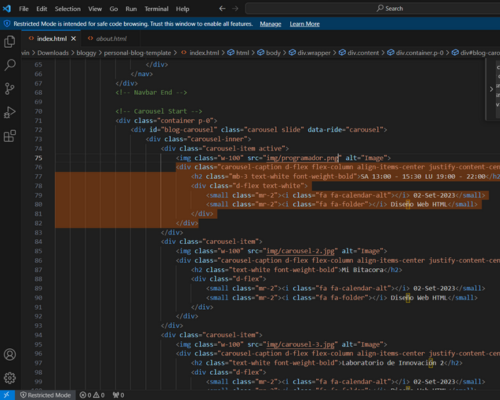 File Edit Selection View Go Run Terminal Help
Search
Restricted Mode is intended for safe code browsing. Trust this window to enable all features. Manage Learn More
index.html × about.html
vin > Downloads > bloggy > personal-blog-template > index.html > html > body > div.wrapper > div.content > div.container.p-0 > div#blog-car
65 </div>
66 </nav>
67 </div>
68 <!-- Navbar End -->
69
70 <!-- Carousel Start -->
71 <div class="container p-0">
72 <div id="blog-carousel" class="carousel slide" data-ride="carousel">
73 <div class="carousel-inner">
74 <div class="carousel-item active">
75 <img class="w-100" src="img/programador.png" alt="Image">
76 <div class="carousel-caption d-flex flex-column align-items-center justify-content-cen
77 <h2 class="mb-3 text-white font-weight-bold">SA 13:00 - 15:30 LU 19:00 - 22:00</h
78 <div class="d-flex text-white">
79 <small class="mr-2"><i class="fa fa-calendar-alt"></i> 02-Set-2023</small>
80 <small class="mr-2"><i class="fa fa-folder"></i> Diseño Web HTML</small>
81 </div>
82 </div>
83 </div>
84 <div class="carousel-item">
85 <img class="w-100" src="img/carousel-2.jpg" alt="Image">
86 <div class="carousel-caption d-flex flex-column align-items-center justify-content-cen
87 <h2 class="text-white font-weight-bold">Mi Bitacora</h2>
88 <div class="d-flex">
89 <small class="mr-2"><i class="fa fa-calendar-alt"></i> 02-Set-2023</small>
90 <small class="mr-2"><i class="fa fa-folder"></i> Diseño Web HTML</small>
91 </div>
92 </div>
93 </div>
94 <div class="carousel-item">
95 <img class="w-100" src="img/carousel-3.jpg" alt="Image">
96 <div class="carousel-caption d-flex flex-column align-items-center justify-content-cen
97 <h2 class="text-white font-weight-bold">Laboratorio de Innovación 2</h2>
98 <div class="d-flex">
99 <small class="mr-2"><i class="fa fa-calendar-alt"></i> 02-Set-2023</small>
100 <small class="mr-2"><i class="fa fa-folder"></i> Diseño Web HTML</small>
Restricted Mode 0 0 0